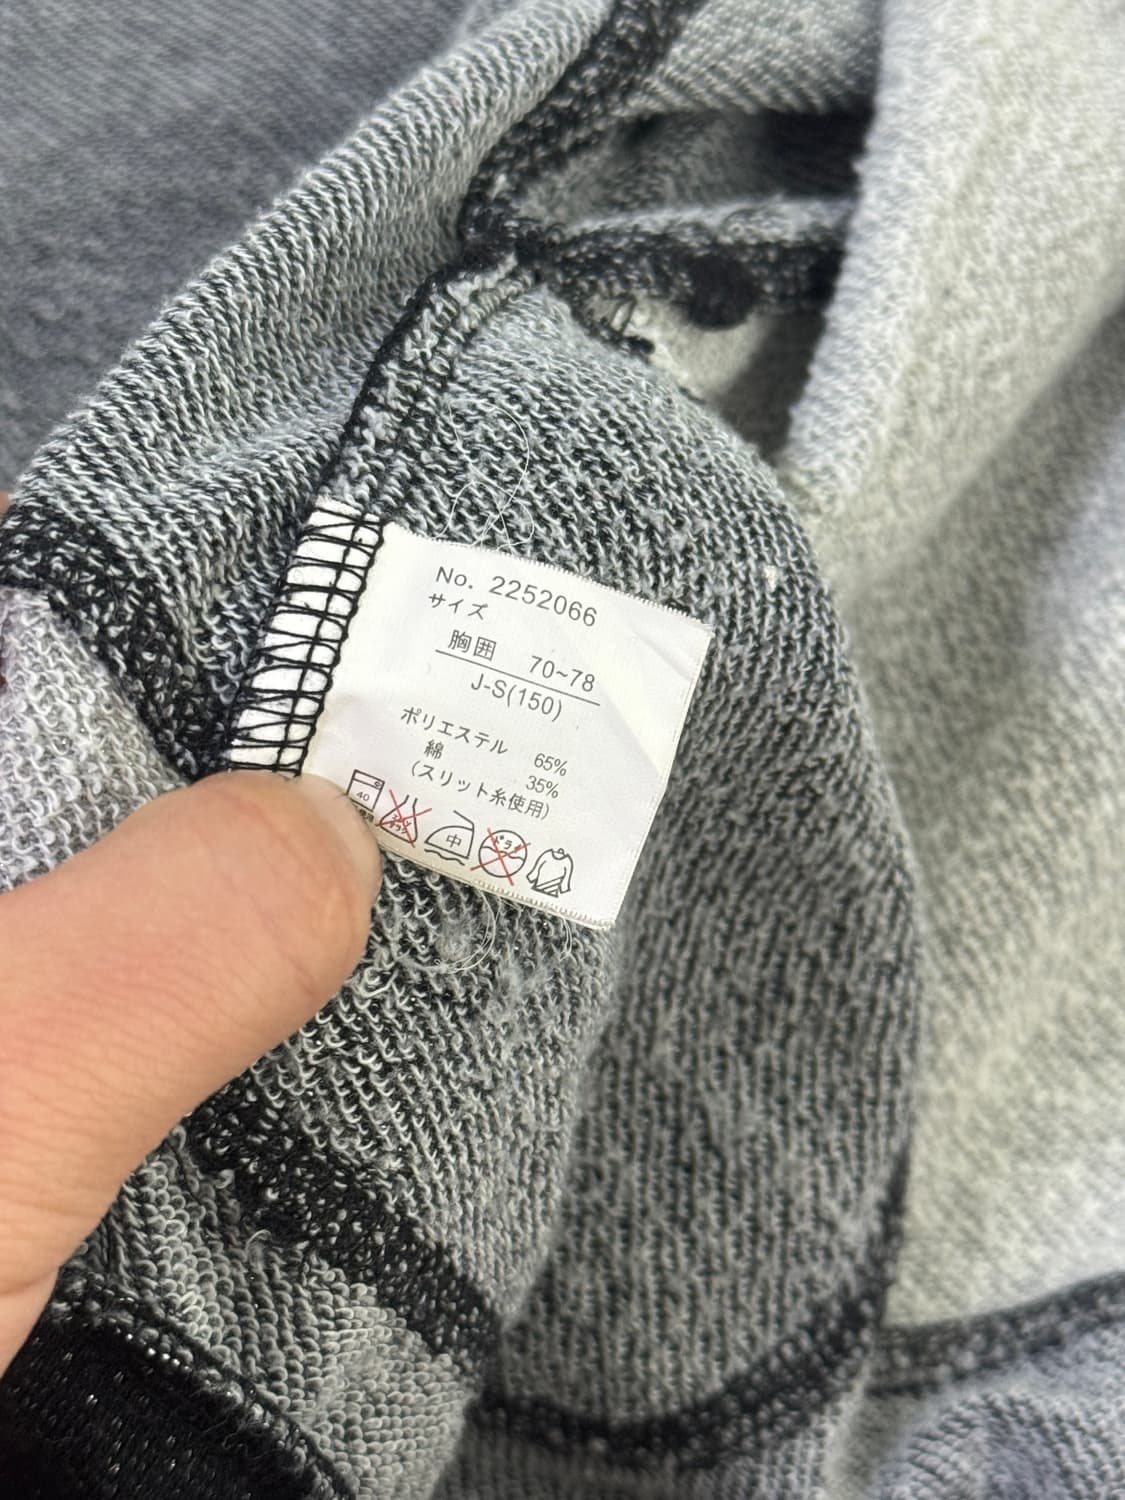 No. 2252066
サイズ
胸囲 70~78
J-S(150)
ポリエステル 65%
綿 35%
(スリット糸使用)
40
中